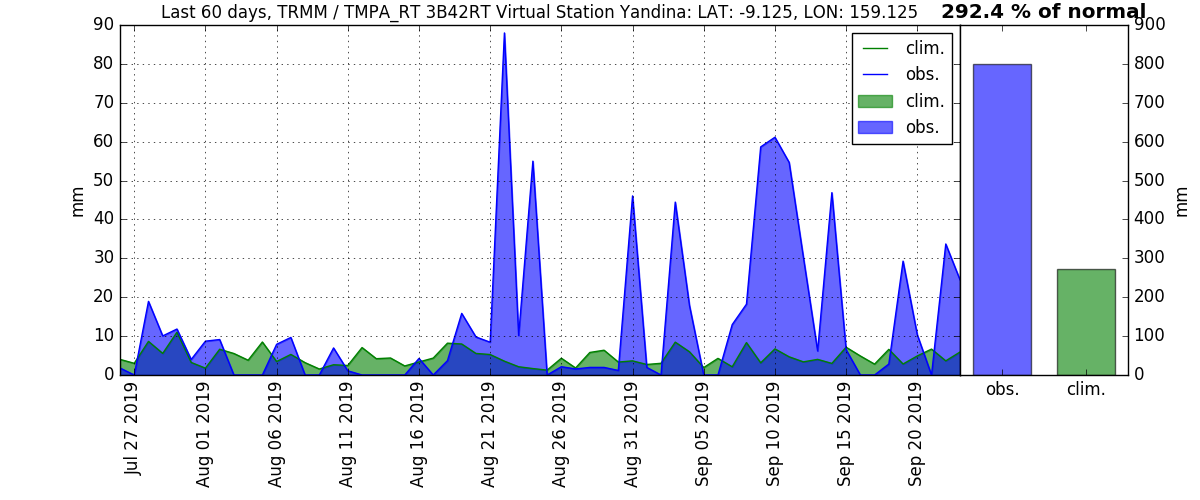 Last 60 days, TRMM / TMPA_RT 3B42RT Virtual Station Yandina: LAT: -9.125, LON: 159.125 292.4 % of normal
90
80
70
60
50
40
30
20
10
0
mm
clim.
obs.
clim.
obs.
900
800
700
600
500
400
300
200
100
0
mm
Jul 27 2019
Aug 01 2019
Aug 06 2019
Aug 11 2019
Aug 16 2019
Aug 21 2019
Aug 26 2019
Aug 31 2019
Sep 05 2019
Sep 10 2019
Sep 15 2019
Sep 20 2019
obs. clim.